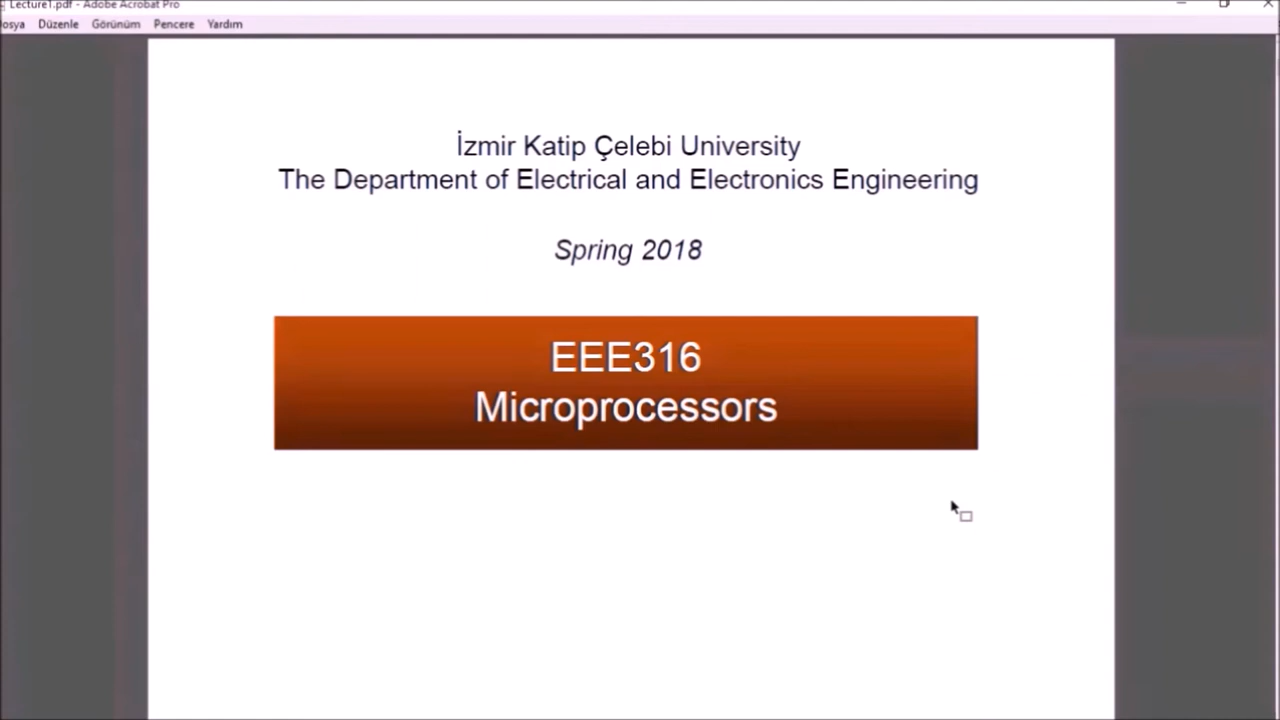 Lecture1.pdf - Adobe Acrobat Pro
Düzenle Görünüm Pencere Yardım
İzmir Katip Çelebi University
The Department of Electrical and Electronics Engineering
Spring 2018
EEE316
Microprocessors